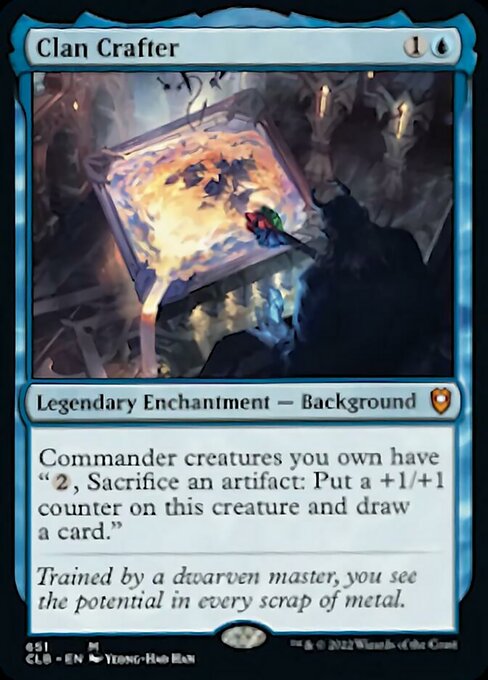 Clan Crafter 1
Legendary Enchantment — Background
Commander creatures you own have
“2, Sacrifice an artifact: Put a +1/+1
counter on this creature and draw
a card.”
Trained by a dwarven master, you see
the potential in every scrap of metal.
651 M
CLB • EN Yeong-Hao Han
™ & © 2022 Wizards of the Coast